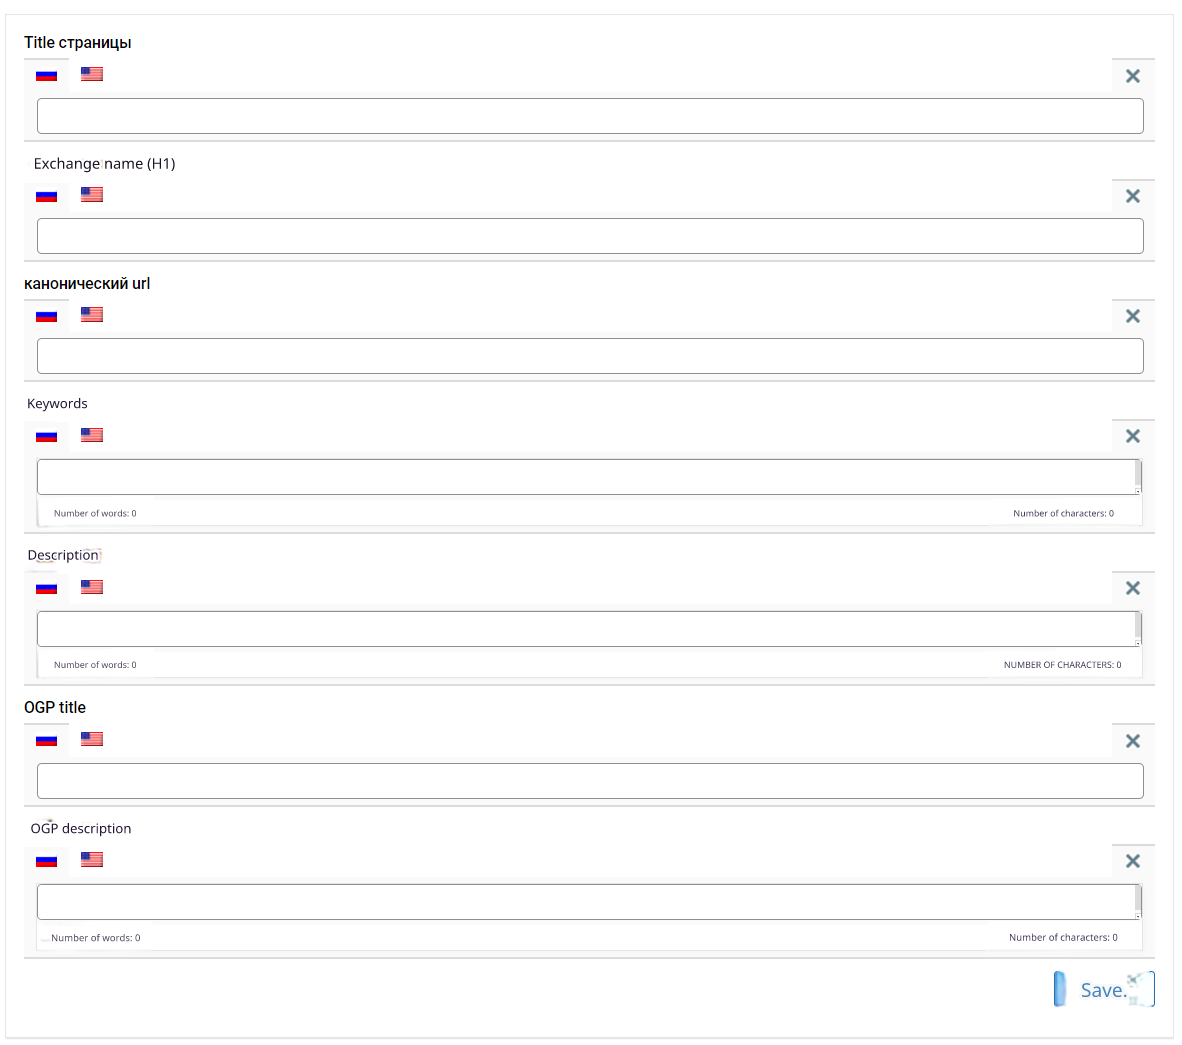 Title страницы
Exchange name (H1)
канонический url
Keywords
Number of words: 0 Number of characters: 0
Description
Number of words: 0 NUMBER OF CHARACTERS: 0
OGP title
OGP description
Number of words: 0 Number of characters: 0
Save.